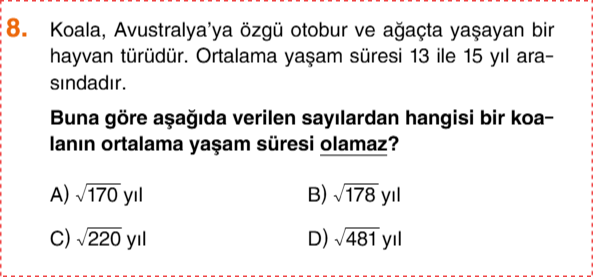 8. Koala, Avustralya'ya özgü otobur ve ağaçta yaşayan bir
hayvan türüdür. Ortalama yaşam süresi 13 ile 15 yıl ara-
sındadır.
Buna göre aşağıda verilen sayılardan hangisi bir koa-
lanın ortalama yaşam süresi olamaz?
A) √170 yıl B) √178 yıl
C) √220 yıl D) √481 yıl